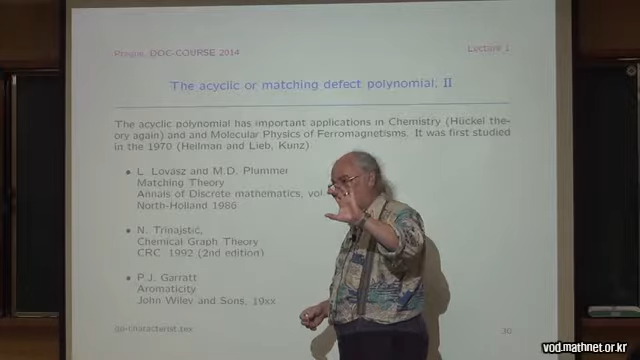 Prague, DOC-COURSE 2014
Lecture 1
The acyclic or matching defect polynomial, II
The acyclic polynomial has important applications in Chemistry (Hückel the-
ory again) and and Molecular Physics of Ferromagnetisms. It was first studied
in the 1970 (Heilman and Lieb, Kunz)
• L. Lovász and M.D. Plummer
Matching Theory
Annals of Discrete mathematics, vol
North-Holland 1986
• N. Trinajstić,
Chemical Graph Theory
CRC 1992 (2nd edition)
• P.J. Garratt
Aromaticity
John Wiley and Sons, 19xx
co-characterist.tex
30
vod.mathnet.or.kr